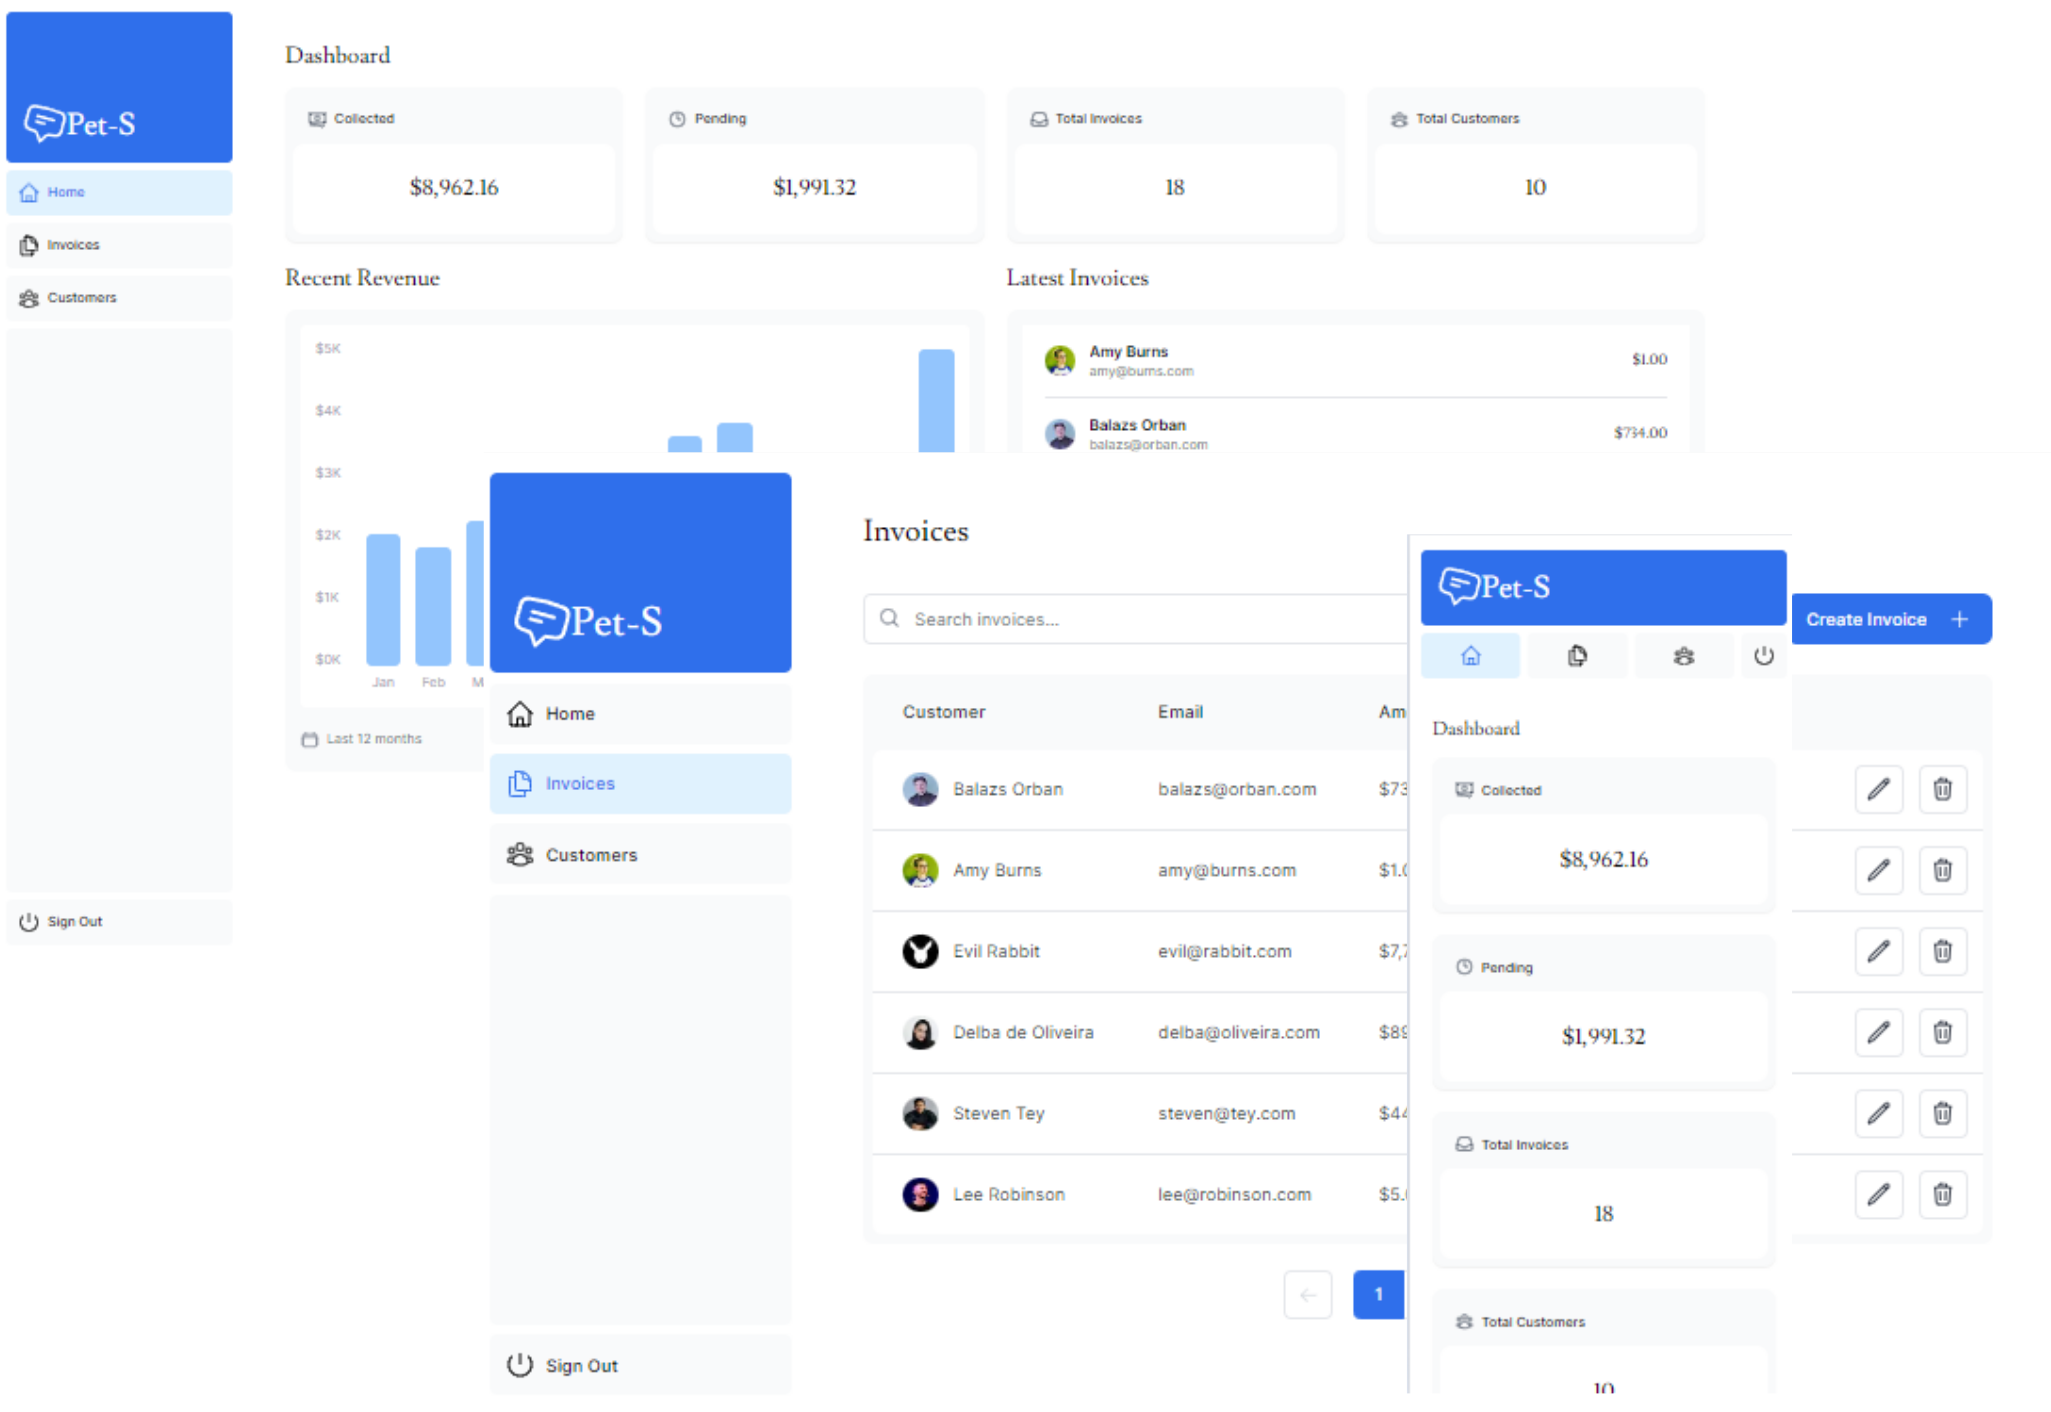 Pet-S
Home
Invoices
Customers
Sign Out
Dashboard
Collected
$8,962.16
Pending
$1,991.32
Total Invoices
18
Total Customers
10
Recent Revenue
$5K
$4K
$3K
$2K
$1K
$0K
Jan Feb M
Last 12 months
Latest Invoices
Amy Burns
amy@burns.com
$1.00
Balazs Orban
balazs@orban.com
$734.00
Pet-S
Home
Invoices
Customers
Sign Out
Invoices
Search invoices...
Create Invoice +
Customer Email Am
Balazs Orban balazs@orban.com $73
Amy Burns amy@burns.com $1.0
Evil Rabbit evil@rabbit.com $7,7
Delba de Oliveira delba@oliveira.com $89
Steven Tey steven@tey.com $44
Lee Robinson lee@robinson.com $5.
1
Pet-S
Dashboard
Collected
$8,962.16
Pending
$1,991.32
Total Invoices
18
Total Customers
10